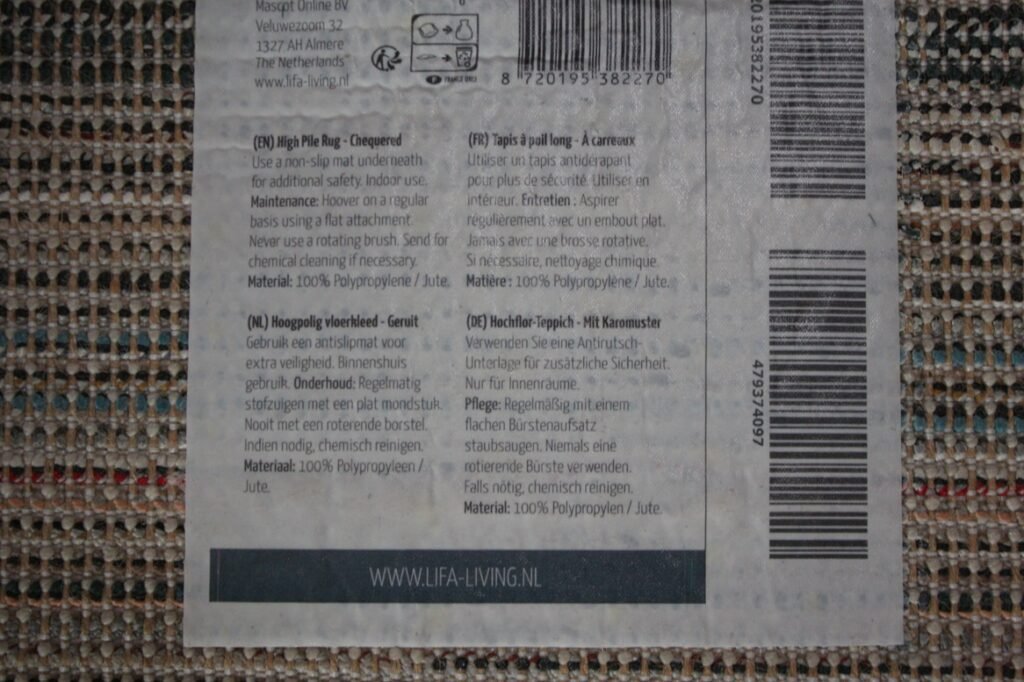 Mascot Online BV
Veluwezoom 32
1327 AH Almere
The Netherlands
www.lifa-living.nl
FRANCE ONLY
8 720195 382270
(EN) High Pile Rug - Chequered
Use a non-slip mat underneath
for additional safety. Indoor use.
Maintenance: Hoover on a regular
basis using a flat attachment.
Never use a rotating brush. Send for
chemical cleaning if necessary.
Material: 100% Polypropylene / Jute.
(FR) Tapis à poil long - À carreaux
Utiliser un tapis antidérapant
pour plus de sécurité. Utiliser en
intérieur. Entretien : Aspirer
régulièrement avec un embout plat.
Jamais avec une brosse rotative.
Si nécessaire, nettoyage chimique.
Matière : 100% Polypropylène / Jute.
(NL) Hoogpolig vloerkleed - Geruit
Gebruik een antislipmat voor
extra veiligheid. Binnenshuis
gebruik. Onderhoud: Regelmatig
stofzuigen met een plat mondstuk.
Nooit met een roterende borstel.
Indien nodig, chemisch reinigen.
Materiaal: 100% Polypropyleen /
Jute.
(DE) Hochflor-Teppich - Mit Karomuster
Verwenden Sie eine Antirutsch-
Unterlage für zusätzliche Sicherheit.
Nur für Innenräume.
Pflege: Regelmäßig mit einem
flachen Bürstenaufsatz
staubsaugen. Niemals eine
rotierende Bürste verwenden.
Falls nötig, chemisch reinigen.
Material: 100% Polypropylen / Jute.
WWW.LIFA-LIVING.NL
0195382270
479374097